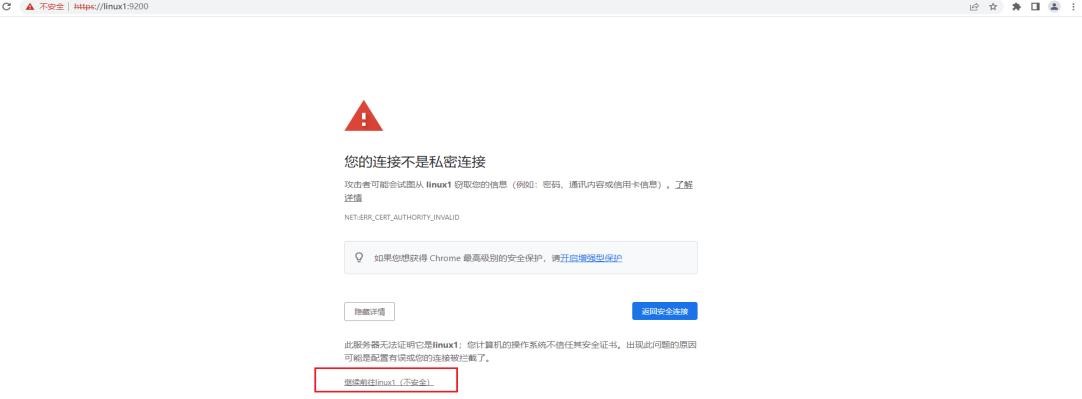 不安全 https://linux1:9200
您的连接不是私密连接
攻击者可能会试图从 linux1 窃取您的信息（例如：密码、通讯内容或信用卡信息）。了解
详情
NET::ERR_CERT_AUTHORITY_INVALID
如果您想获得 Chrome 最高级别的安全保护，请开启增强型保护
隐藏详情
返回安全连接
此服务器无法证明它是linux1；您计算机的操作系统不信任其安全证书。出现此问题的原因
可能是配置有误或您的连接被拦截了。
继续前往linux1（不安全）